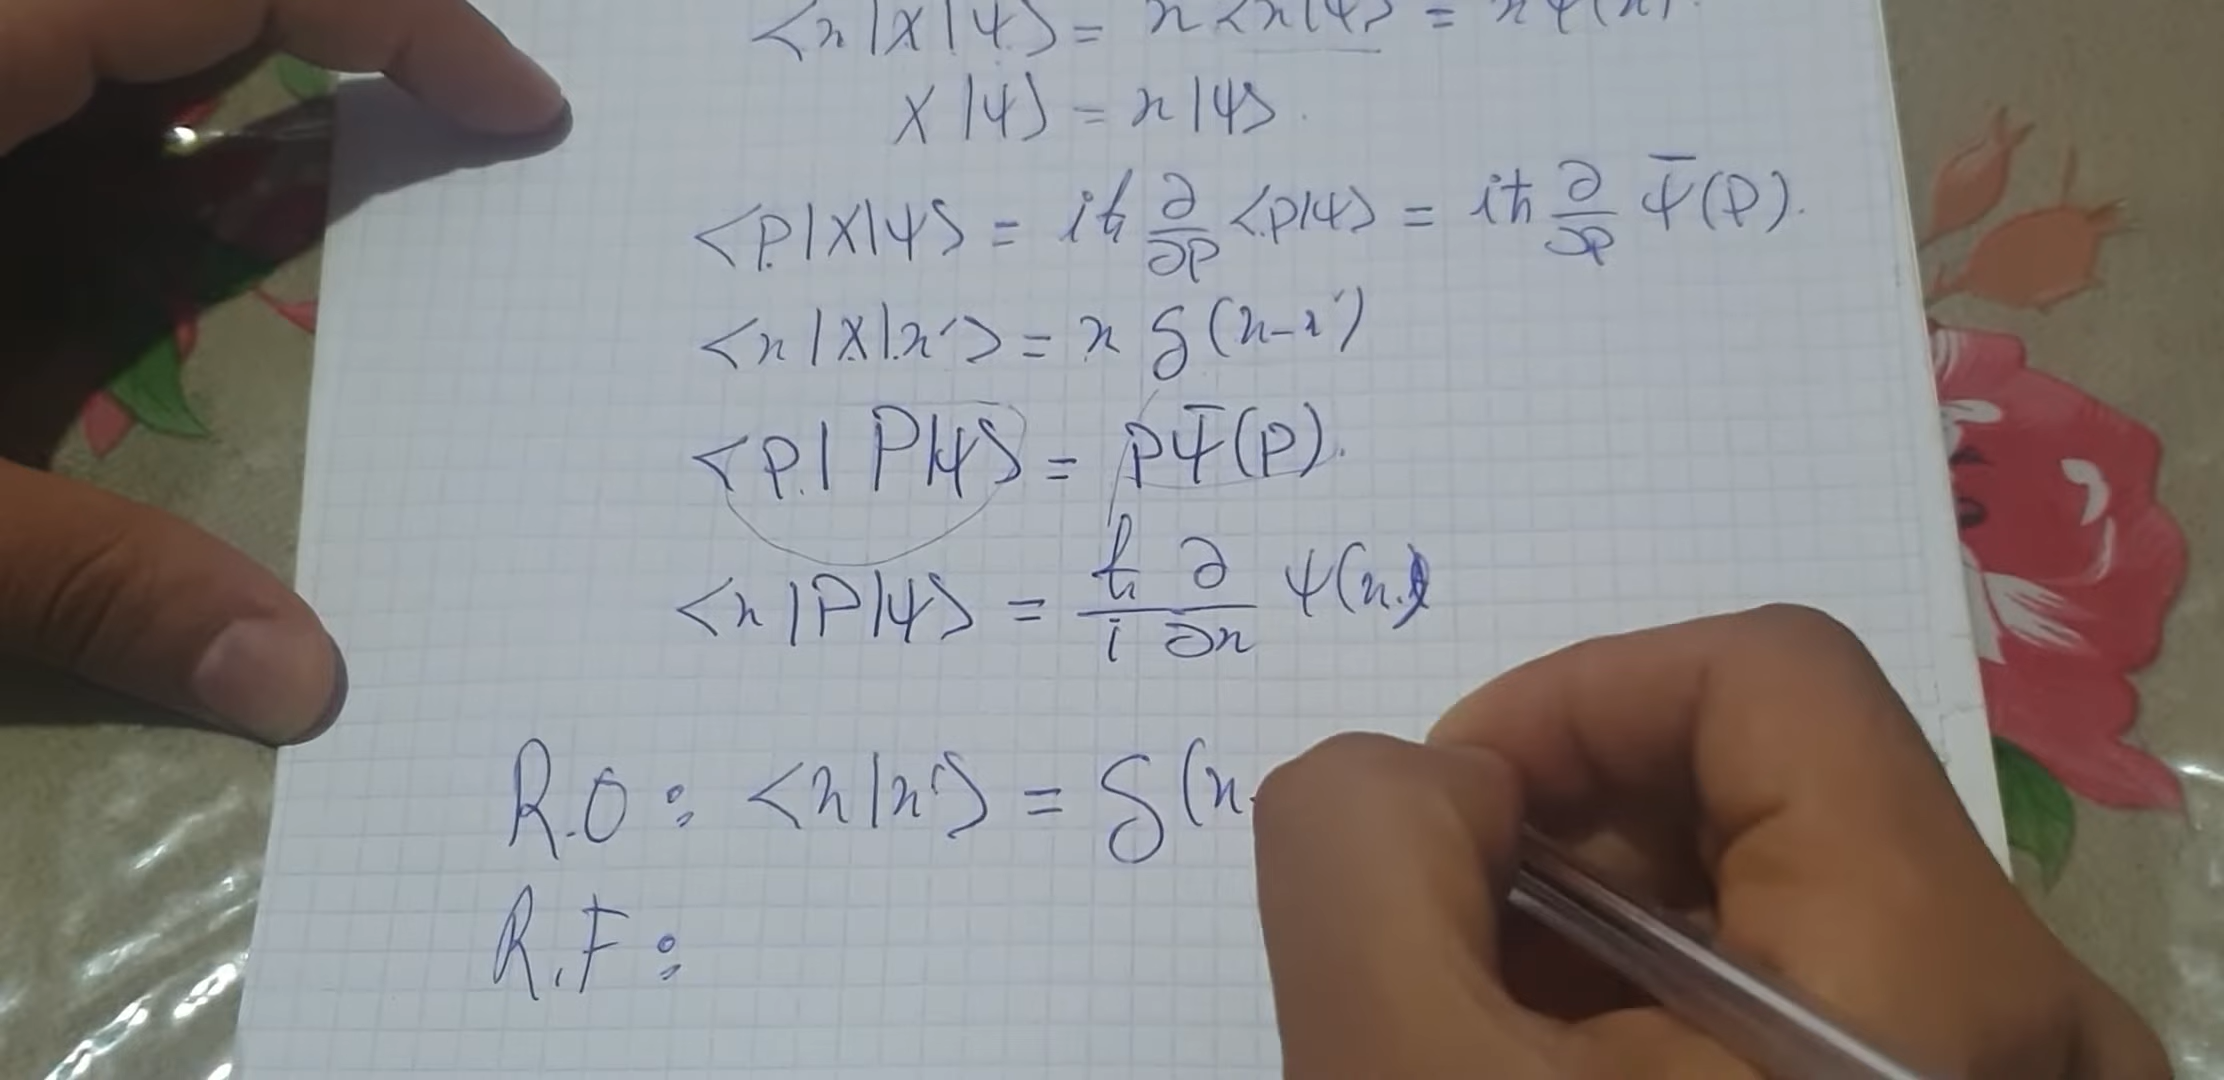 <x|X|ψ> = x<x|ψ> = xψ(x).
X|ψ> = x|ψ>.
<P|X|ψ> = iħ ∂/∂P <P|ψ> = iħ ∂/∂P ψ̄(P).
<x|X|x'> = x δ(x-x')
<P|P|ψ> = Pψ̄(P).
<x|P|ψ> = ħ/i ∂/∂x ψ(x)
R.O : <x|x'> = δ(x-
R.F :